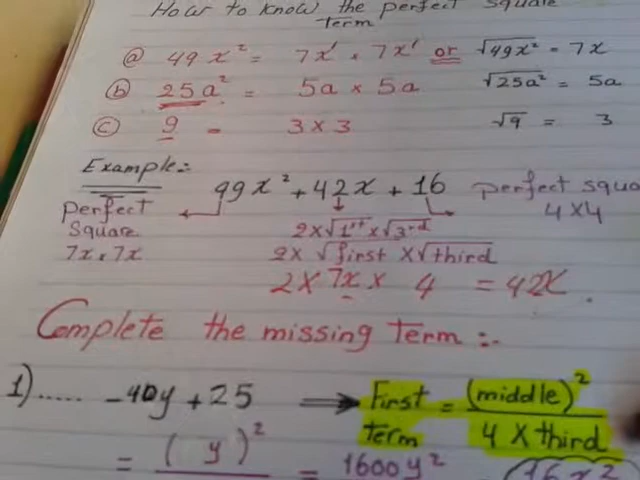 How to know the perfect square
term
(a) 49x² = 7x' × 7x' or √49x² = 7x
(b) 25a² = 5a × 5a √25a² = 5a
(c) 9 = 3×3 √9 = 3
Example:-
99x² + 42x + 16 perfect squa
perfect 4×4
square 2×√1st×√3rd
7x × 7x 2×√first×√third
2×7x× 4 = 42x.
Complete the missing term:-
1)..... -40y + 25 ⟹ First = (middle)²
term 4 × third
= ( y)² = 1600y² 16x²